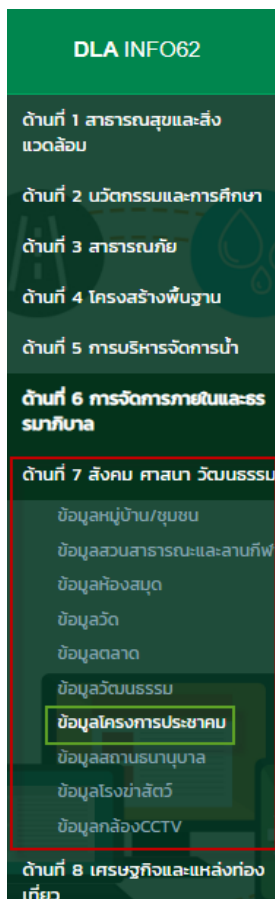 DLA INFO62
ด้านที่ 1 สาธารณสุขและสิ่ง
แวดล้อม
ด้านที่ 2 นวัตกรรมและการศึกษา
ด้านที่ 3 สาธารณภัย
ด้านที่ 4 โครงสร้างพื้นฐาน
ด้านที่ 5 การบริหารจัดการน้ำ
ด้านที่ 6 การจัดการภายในและธร
รมาภิบาล
ด้านที่ 7 สังคม ศาสนา วัฒนธรรม
ข้อมูลหมู่บ้าน/ชุมชน
ข้อมูลสวนสาธารณะและลานกีฬ
ข้อมูลห้องสมุด
ข้อมูลวัด
ข้อมูลตลาด
ข้อมูลวัฒนธรรม
ข้อมูลโครงการประชาคม
ข้อมูลสถานธนานุบาล
ข้อมูลโรงฆ่าสัตว์
ข้อมูลกล้องCCTV
ด้านที่ 8 เศรษฐกิจและแหล่งท่อง
เที่ยว